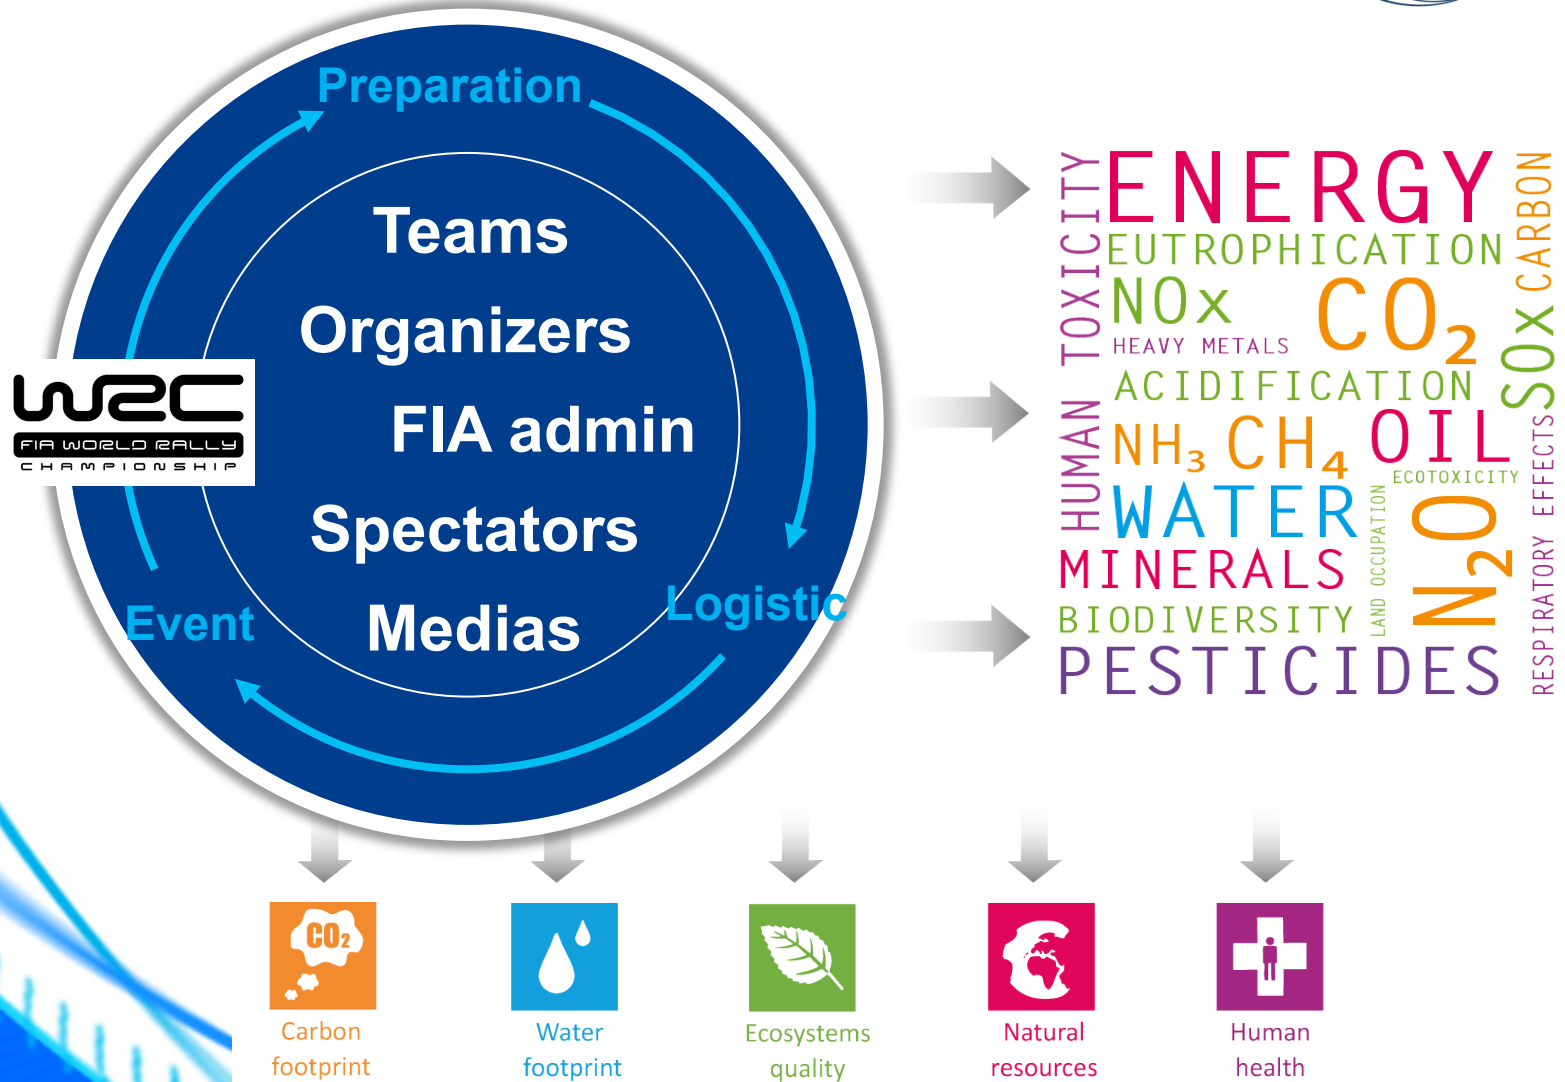 Preparation
Teams
Organizers
FIA admin
Spectators
Medias
Logistic
Event
WRC
FIA WORLD RALLY
CHAMPIONSHIP
HUMAN TOXICITY
ENERGY
EUTROPHICATION
NOx
CO₂
HEAVY METALS
ACIDIFICATION
CARBON
SOx
NH₃
CH₄
OIL
ECOTOXICITY
WATER
LAND OCCUPATION
N₂O
RESPIRATORY EFFECTS
MINERALS
BIODIVERSITY
PESTICIDES
CO₂
Carbon
footprint
Water
footprint
Ecosystems
quality
Natural
resources
Human
health